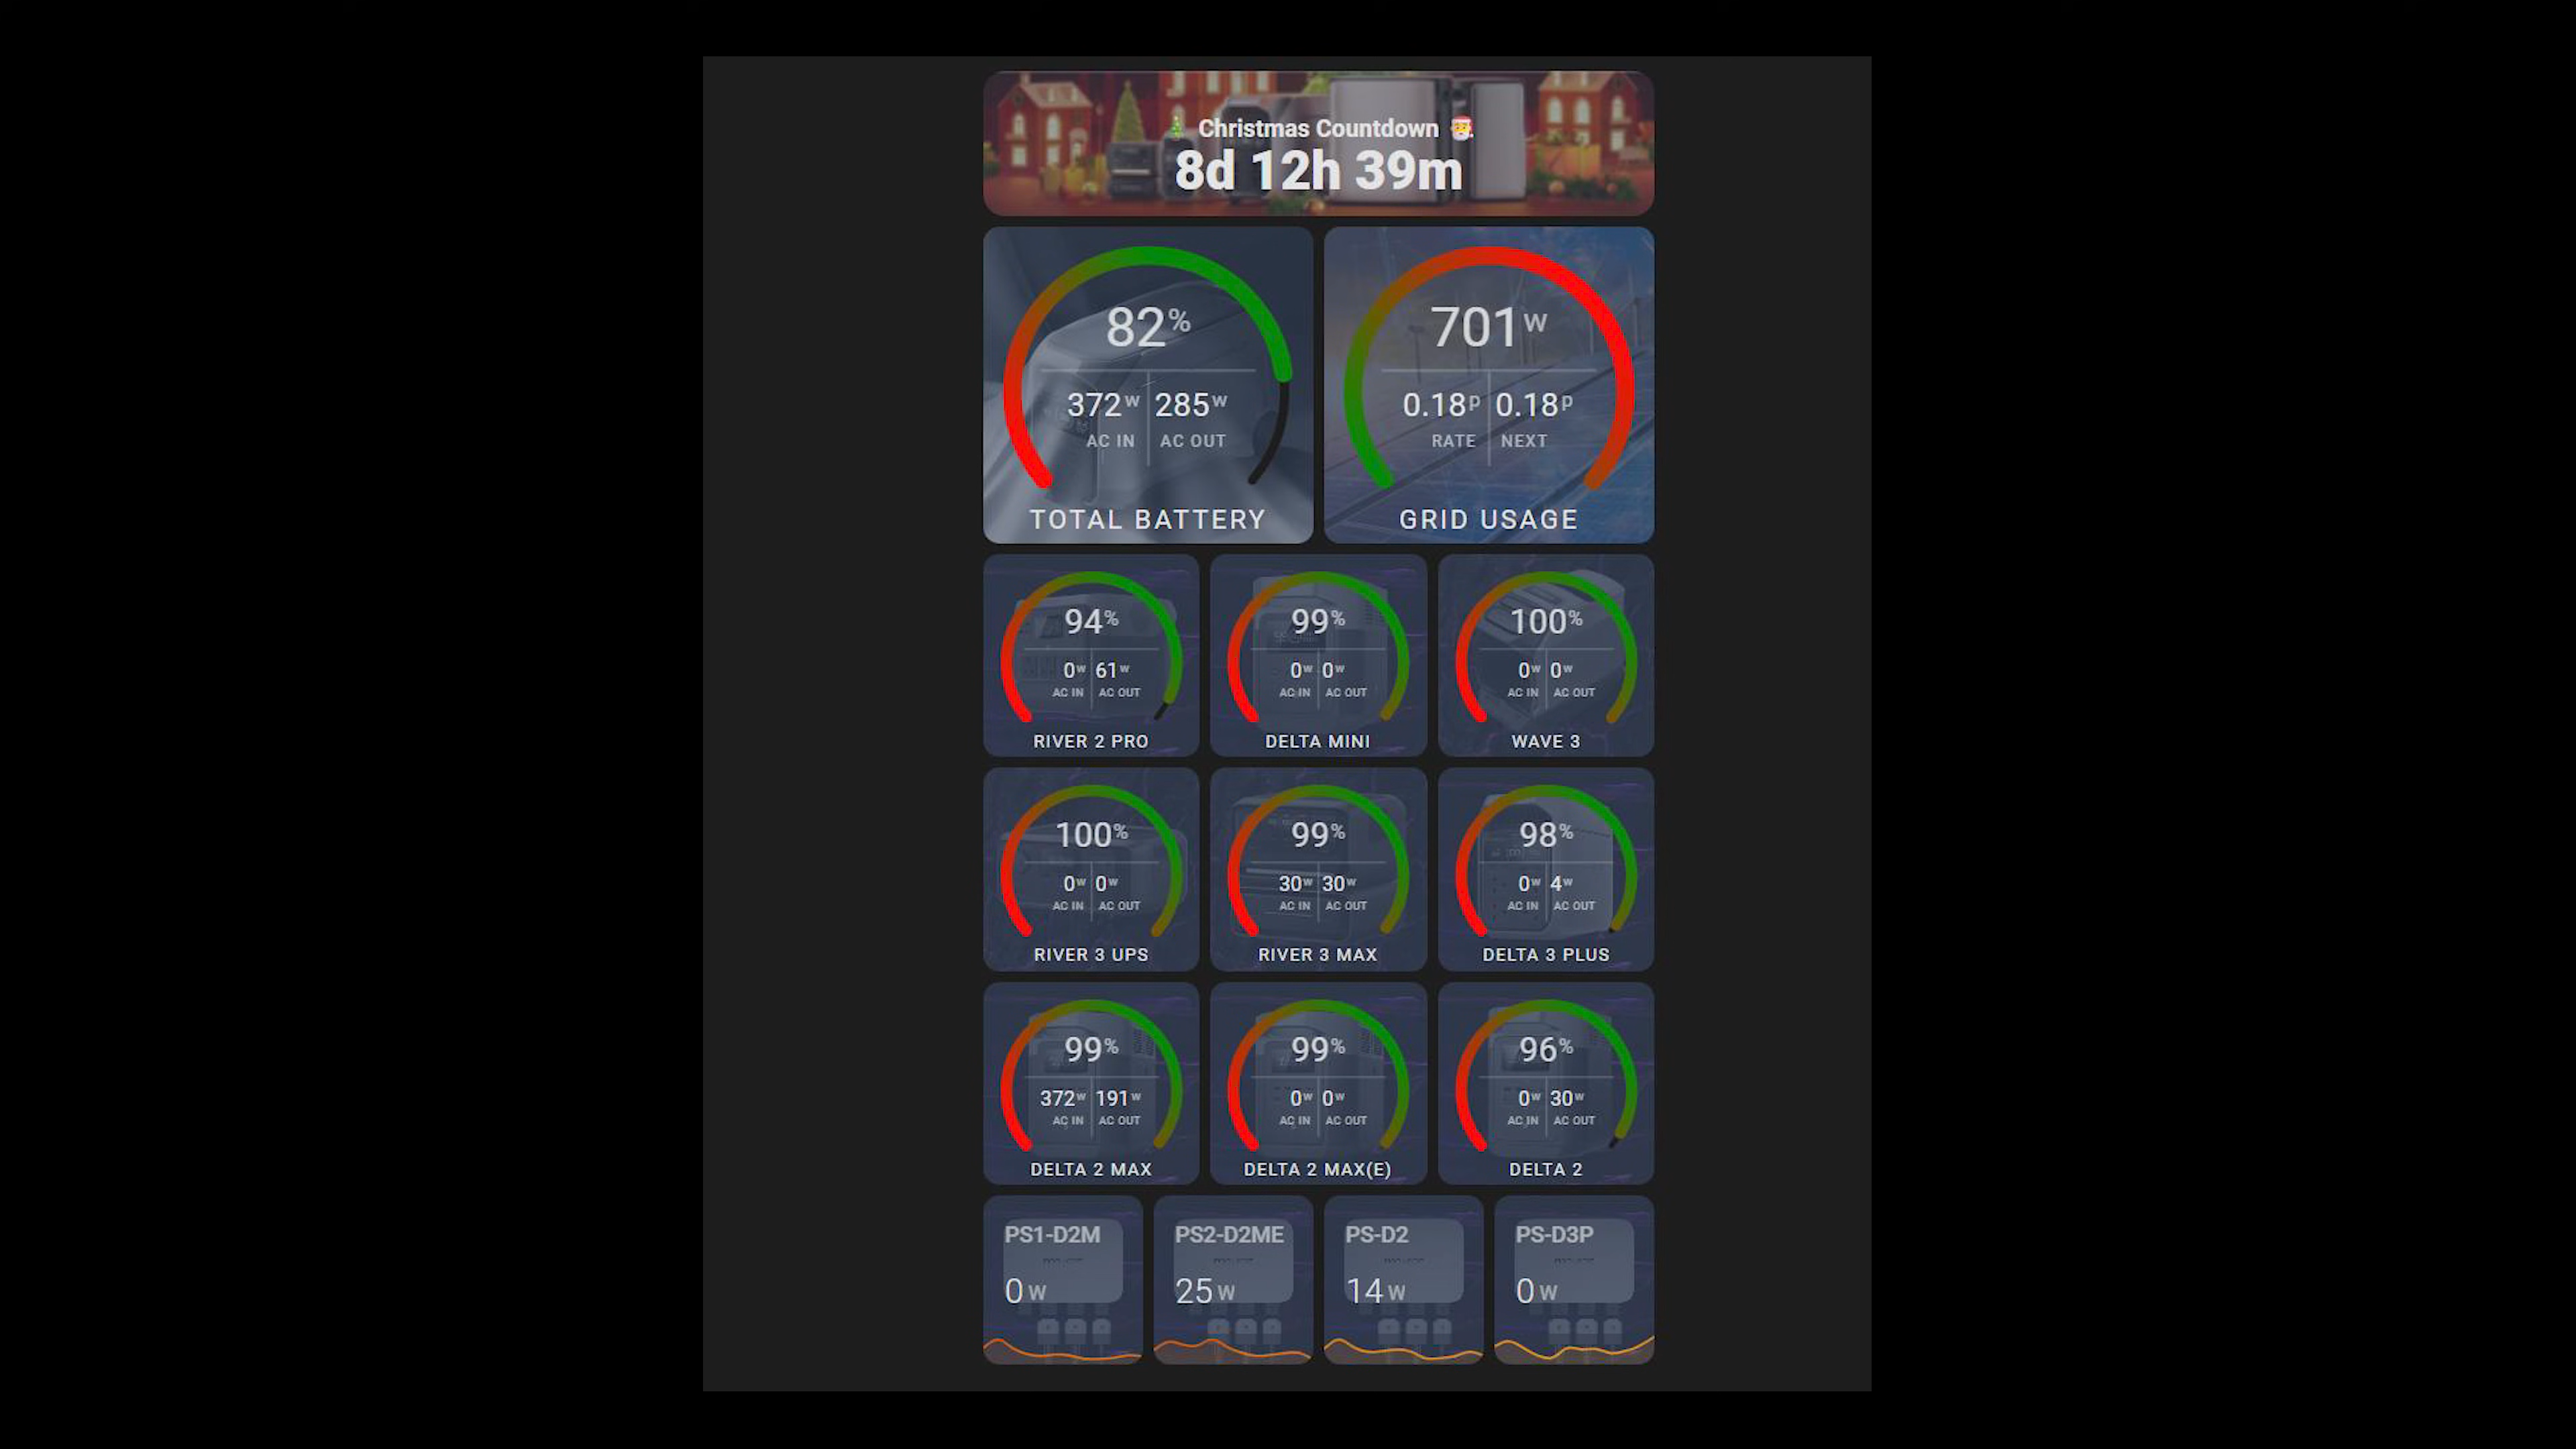 🎄 Christmas Countdown 🎅
8d 12h 39m
82%
372w 285w
AC IN AC OUT
TOTAL BATTERY
701W
0.18p 0.18p
RATE NEXT
GRID USAGE
94%
0w 61w
AC IN AC OUT
RIVER 2 PRO
99%
0w 0w
AC IN AC OUT
DELTA MINI
100%
0w 0w
AC IN AC OUT
WAVE 3
100%
0w 0w
AC IN AC OUT
RIVER 3 UPS
99%
30w 30w
AC IN AC OUT
RIVER 3 MAX
98%
0w 4w
AC IN AC OUT
DELTA 3 PLUS
99%
372w 191w
AC IN AC OUT
DELTA 2 MAX
99%
0w 0w
AC IN AC OUT
DELTA 2 MAX(E)
96%
0w 30w
AC IN AC OUT
DELTA 2
PS1-D2M
0 W
PS2-D2ME
25 W
PS-D2
14 W
PS-D3P
0 W